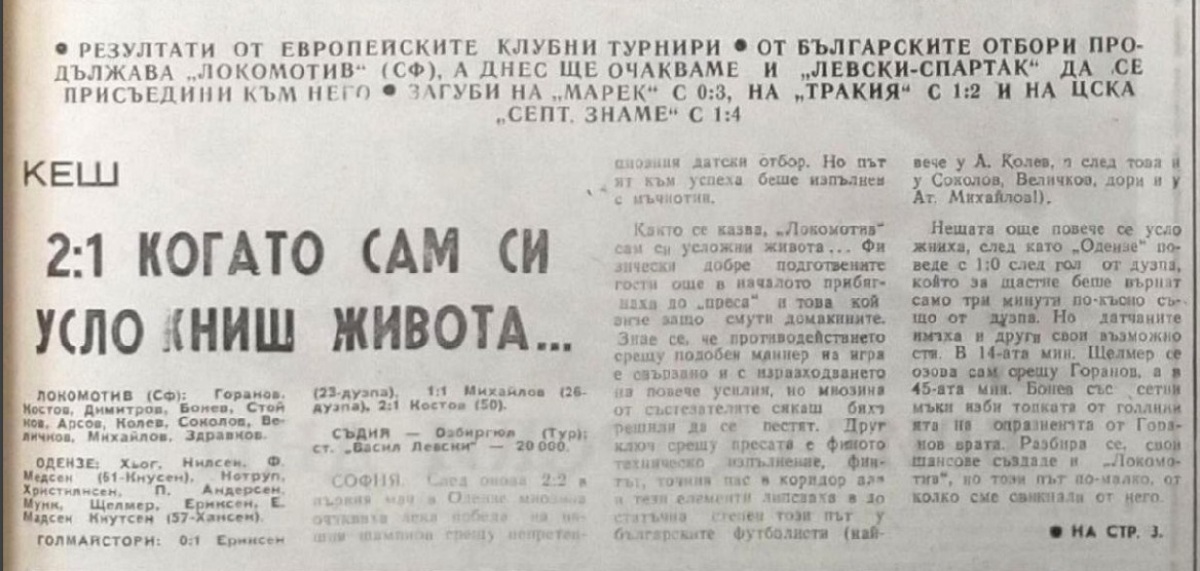 ● РЕЗУЛТАТИ ОТ ЕВРОПЕЙСКИТЕ КЛУБНИ ТУРНИРИ ● ОТ БЪЛГАРСКИТЕ ОТБОРИ ПРО-
ДЪЛЖАВА „ЛОКОМОТИВ“ (СФ), А ДНЕС ЩЕ ОЧАКВАМЕ И „ЛЕВСКИ-СПАРТАК“ ДА СЕ
ПРИСЪЕДИНИ КЪМ НЕГО ● ЗАГУБИ НА „МАРЕК“ С 0:3, НА „ТРАКИЯ“ С 1:2 И НА ЦСКА
„СЕПТ. ЗНАМЕ“ С 1:4
КЕШ
2:1 КОГАТО САМ СИ
УСЛОЖНИШ ЖИВОТА...
ЛОКОМОТИВ (Сф): Горанов,
Костов, Димитров, Бонев, Стой
ков, Арсов, Колев, Соколов, Ве-
личков, Михайлов, Здравков.
ОДЕНЗЕ: Хьог, Нилсен, Ф.
Медсен (61-Кнусен), Нотруп,
Христиисен, П. Андерсен,
Мунк, Щелмер, Ериксен, Е.
Мадсен Кнутсен (57-Хансен).
ГОЛМАЙСТОРИ: 0:1 Ериксен
(23-дузпа), 1:1 Михайлов (26-
дузпа), 2:1 Костов (50).
СЪДИЯ — Озбиргюл (Тур);
ст. „Васил Левски“ — 20 000.
СОФИЯ. След онова 2:2 в
първия мач в Одензе мнозина
очакваха лека победа на на-
шия шампион срещу непретен-
циозния датски отбор. Но път
ят към успеха беше изпълнен
с мъчнотии.
Както се казва, „Локомотив“
сам си усложни живота... Фи
зически добре подготвените
гости още в началото прибяг-
наха до „преса“ и това кой
знае защо смути домакините.
Знае се, че противодействието
срещу подобен маниер на игра
е свързано и с изразходването
на повече усилия, но мнозина
от състезателите сякаш бяха
решили да се пестят. Друг
ключ срещу пресата е финото
техническо изпълнение, фин-
тът, точния пас в коридор ала
и тези елементи липсваха в до
статъчна степен този път у
българските футболисти (най-
вече у А. Колев, а след това и
у Соколов, Величков, дори и у
Ат. Михайлов!).
Нещата още повече се усло
жниха, след като „Одензе“ по-
веде с 1:0 след гол от дузпа,
който за щастие беше върнат
само три минути по-късно съ-
що от дузпа. Но датчаните
имаха и други свои възможно
сти. В 14-ата мин. Щелмер се
озова сам срещу Горанов, а в
45-ата мин. Бонев със сетни
мъки изби топката от голлини
ята на опразнената от Гора-
нов врата. Разбира се, свои
шансове създаде и „Локомо-
тив“, но този път по-малко, от
колко сме свикнали от него.
● НА СТР. 3.